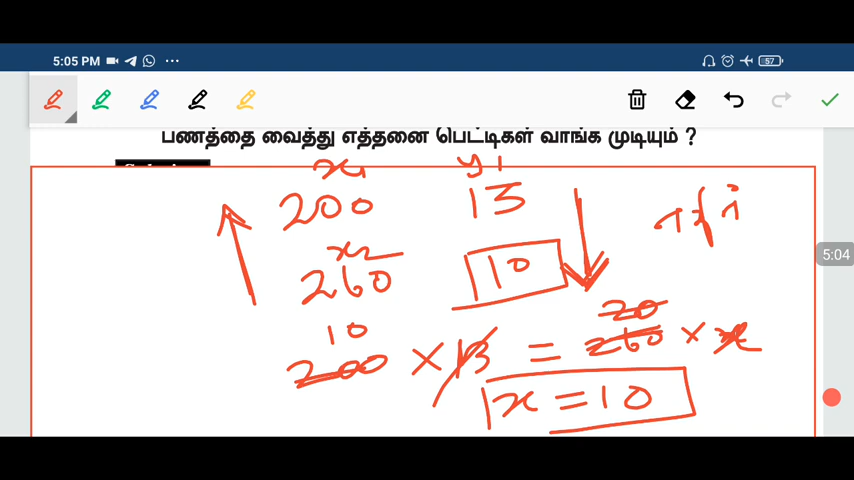 5:05 PM ... 57
பணத்தை வைத்து எத்தனை பெட்டிகள் வாங்க முடியும் ?
x1 y1
200 13
x2
260 10
10 20
200 × 13 = 260 × x
x = 10
5:04